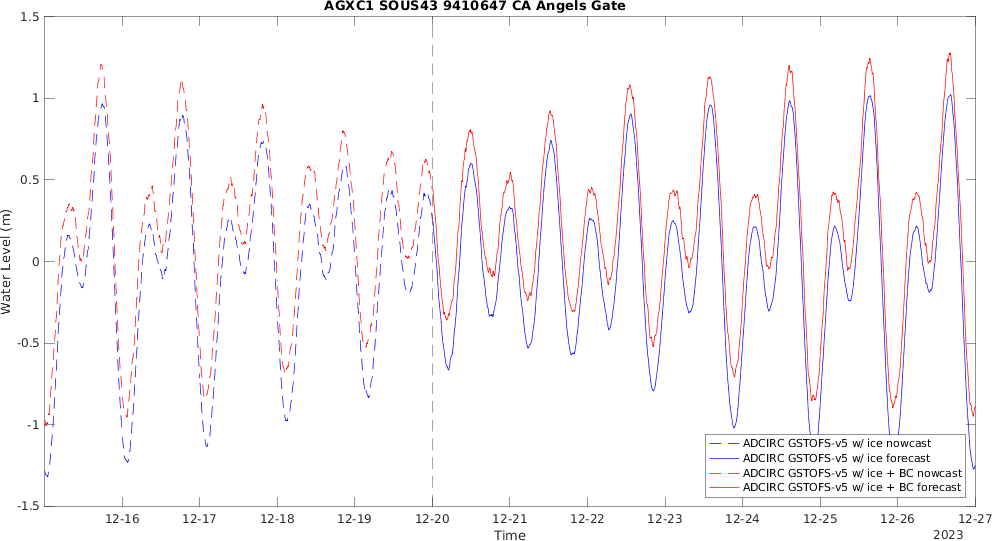 AGXC1 SOUS43 9410647 CA Angels Gate
Water Level (m)
1.5
1
0.5
0
-0.5
-1
-1.5
12-16 12-17 12-18 12-19 12-20 12-21 12-22 12-23 12-24 12-25 12-26 12-27
Time
2023
ADCIRC GSTOFS-v5 w/ ice nowcast
ADCIRC GSTOFS-v5 w/ ice forecast
ADCIRC GSTOFS-v5 w/ ice + BC nowcast
ADCIRC GSTOFS-v5 w/ ice + BC forecast